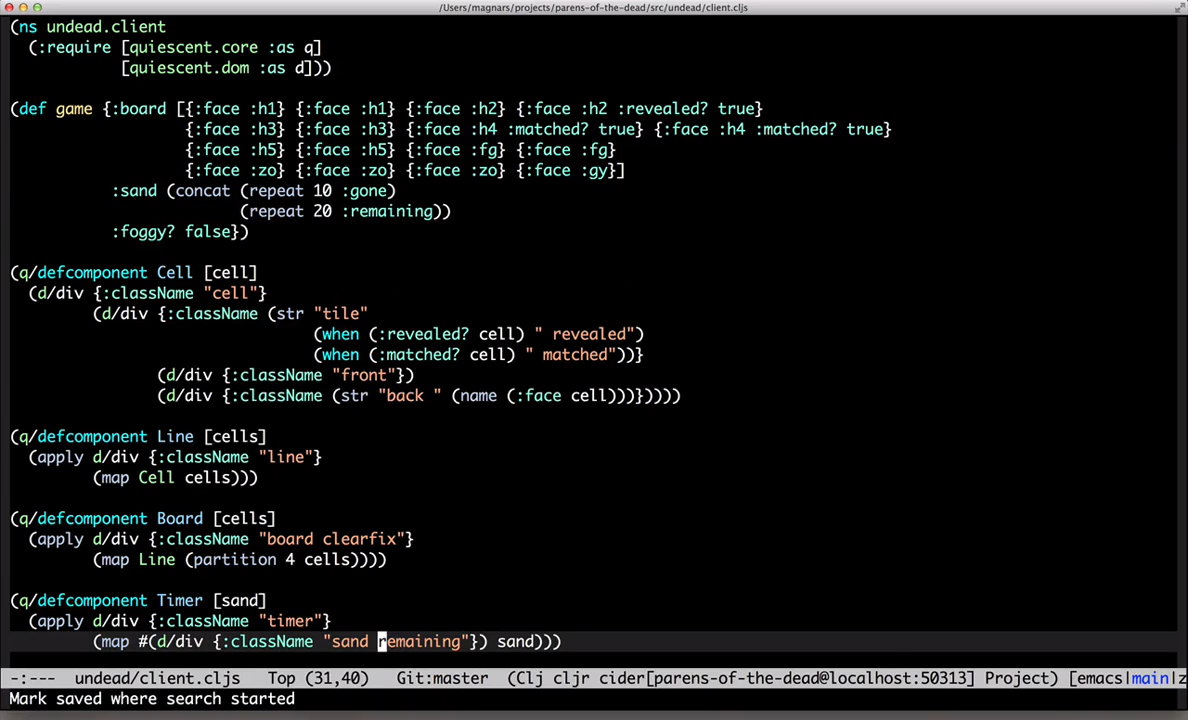 /Users/magnars/projects/parens-of-the-dead/src/undead/client.cljs
(ns undead.client
  (:require [quiescent.core :as q]
            [quiescent.dom :as d]))
(def game {:board [{:face :h1} {:face :h1} {:face :h2} {:face :h2 :revealed? true}
                   {:face :h3} {:face :h3} {:face :h4 :matched? true} {:face :h4 :matched? true}
                   {:face :h5} {:face :h5} {:face :fg} {:face :fg}
                   {:face :zo} {:face :zo} {:face :zo} {:face :gy}]
           :sand (concat (repeat 10 :gone)
                         (repeat 20 :remaining))
           :foggy? false})
(q/defcomponent Cell [cell]
  (d/div {:className "cell"}
         (d/div {:className (str "tile"
                                 (when (:revealed? cell) " revealed")
                                 (when (:matched? cell) " matched"))}
                (d/div {:className "front"})
                (d/div {:className (str "back " (name (:face cell)))}))))
(q/defcomponent Line [cells]
  (apply d/div {:className "line"}
         (map Cell cells)))
(q/defcomponent Board [cells]
  (apply d/div {:className "board clearfix"}
         (map Line (partition 4 cells))))
(q/defcomponent Timer [sand]
  (apply d/div {:className "timer"}
         (map #(d/div {:className "sand remaining"}) sand)))
-:---  undead/client.cljs   Top (31,40)   Git:master  (Clj cljr cider[parens-of-the-dead@localhost:50313] Project) [emacs|main|z
Mark saved where search started